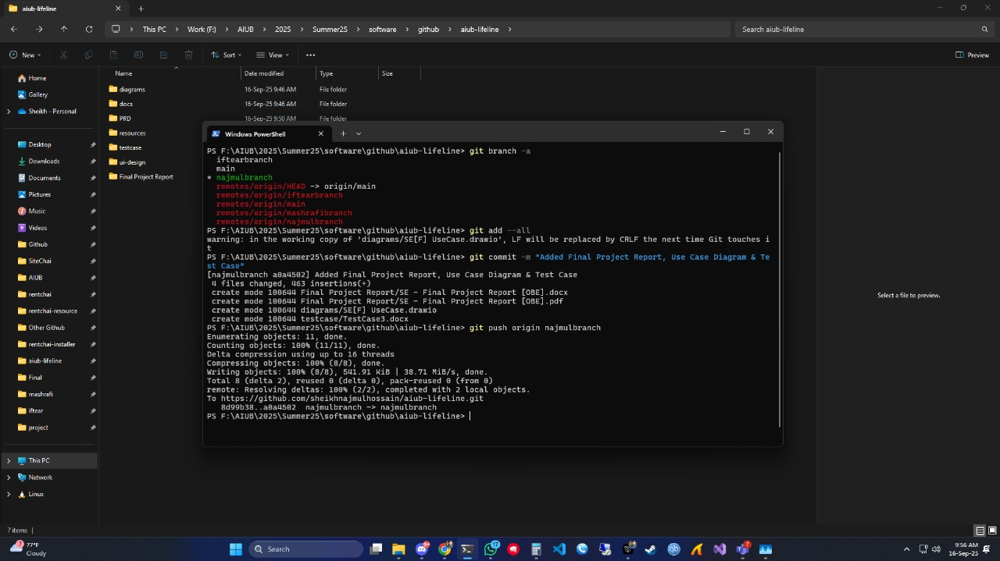 aiub-lifeline
This PC > Work (F:) > AIUB > 2025 > Summer25 > software > github > aiub-lifeline >
Search aiub-lifeline
New
Sort
View
Preview
Name
Date modified
Type
Size
Home
Gallery
Sheikh - Personal
Desktop
Downloads
Documents
Pictures
Music
Videos
Github
SiteChai
AIUB
rentchai
rentchai-resource
Other Github
rentchai-installer
aiub-lifeline
Final
mashrafi
iftear
project
This PC
Network
Linux
diagrams 16-Sep-25 9:46 AM File folder
docs 16-Sep-25 9:46 AM File folder
PRD 16-Sep-25 9:50 AM File folder
resources
testcase
ui-design
Final Project Report
Windows PowerShell
PS F:\AIUB\2025\Summer25\software\github\aiub-lifeline> git branch -a
iftearbranch
main
* najmulbranch
remotes/origin/HEAD -> origin/main
remotes/origin/iftearbranch
remotes/origin/main
remotes/origin/mashrafibranch
remotes/origin/najmulbranch
PS F:\AIUB\2025\Summer25\software\github\aiub-lifeline> git add --all
warning: in the working copy of 'diagrams/SE[F] UseCase.drawio', LF will be replaced by CRLF the next time Git touches i
t
PS F:\AIUB\2025\Summer25\software\github\aiub-lifeline> git commit -m "Added Final Project Report, Use Case Diagram & Te
st Case"
[najmulbranch a0a4502] Added Final Project Report, Use Case Diagram & Test Case
4 files changed, 463 insertions(+)
create mode 100644 Final Project Report/SE - Final Project Report [OBE].docx
create mode 100644 Final Project Report/SE - Final Project Report [OBE].pdf
create mode 100644 diagrams/SE[F] UseCase.drawio
create mode 100644 testcase/TestCase3.docx
PS F:\AIUB\2025\Summer25\software\github\aiub-lifeline> git push origin najmulbranch
Enumerating objects: 11, done.
Counting objects: 100% (11/11), done.
Delta compression using up to 16 threads
Compressing objects: 100% (8/8), done.
Writing objects: 100% (8/8), 541.91 KiB | 38.71 MiB/s, done.
Total 8 (delta 2), reused 0 (delta 0), pack-reused 0 (from 0)
remote: Resolving deltas: 100% (2/2), completed with 2 local objects.
To https://github.com/sheikhnajmulhossain/aiub-lifeline.git
8d99b38..a0a4502 najmulbranch -> najmulbranch
PS F:\AIUB\2025\Summer25\software\github\aiub-lifeline>
Select a file to preview.
7 items
7
77°F
Cloudy
Search
17
7
9:56 AM
16-Sep-25